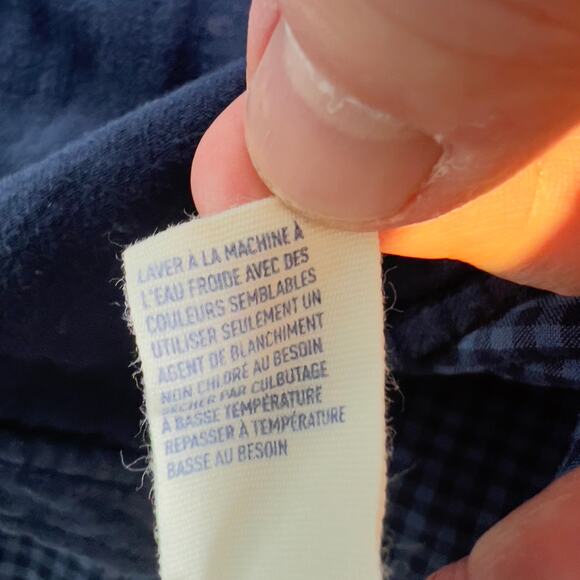 LAVER À LA MACHINE À
L'EAU FROIDE AVEC DES
COULEURS SEMBLABLES
UTILISER SEULEMENT UN
AGENT DE BLANCHIMENT
NON CHLORÉ AU BESOIN
SÉCHER PAR CULBUTAGE
À BASSE TEMPÉRATURE
REPASSER À TEMPÉRATURE
BASSE AU BESOIN